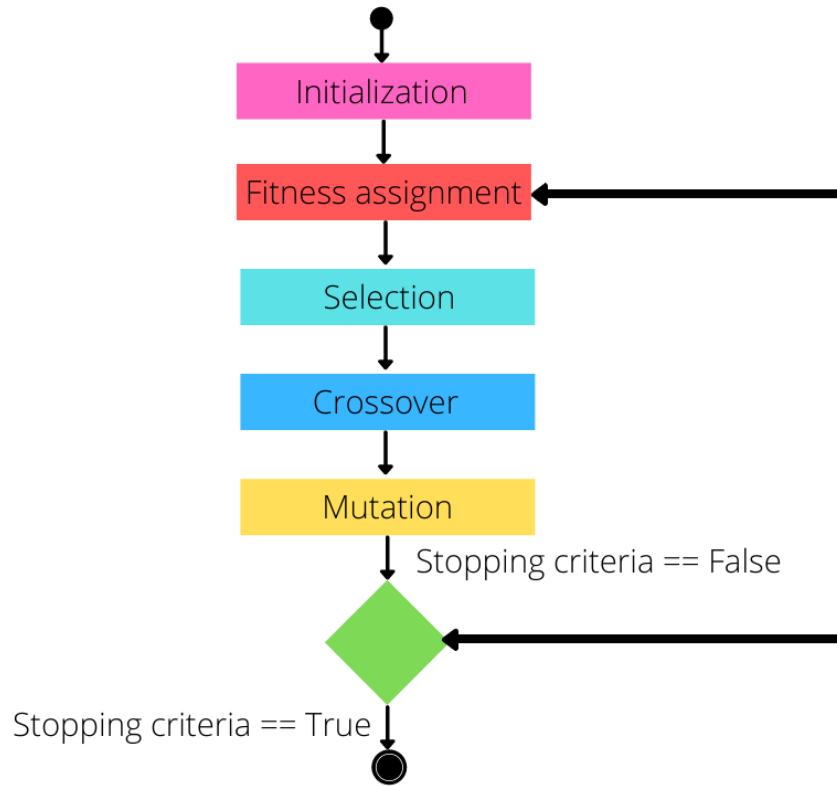 Initialization
Fitness assignment
Selection
Crossover
Mutation
Stopping criteria == False
Stopping criteria == True